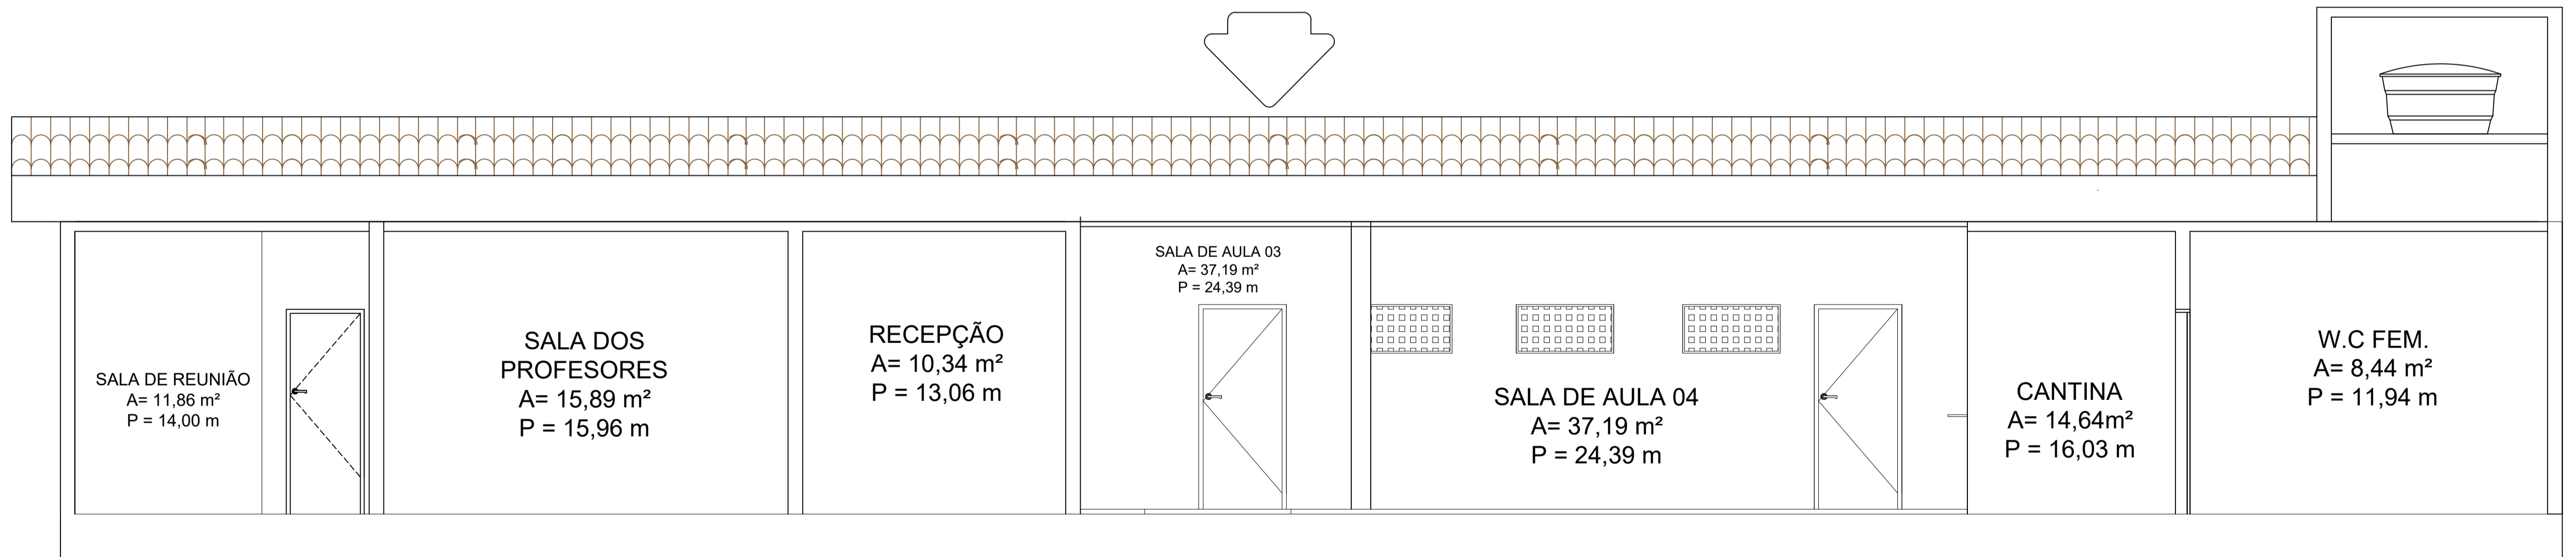 SALA DE REUNIÃO
A= 11,86 m²
P = 14,00 m
SALA DOS
PROFESORES
A= 15,89 m²
P = 15,96 m
RECEPÇÃO
A= 10,34 m²
P = 13,06 m
SALA DE AULA 03
A= 37,19 m²
P = 24,39 m
SALA DE AULA 04
A= 37,19 m²
P = 24,39 m
CANTINA
A= 14,64m²
P = 16,03 m
W.C FEM.
A= 8,44 m²
P = 11,94 m